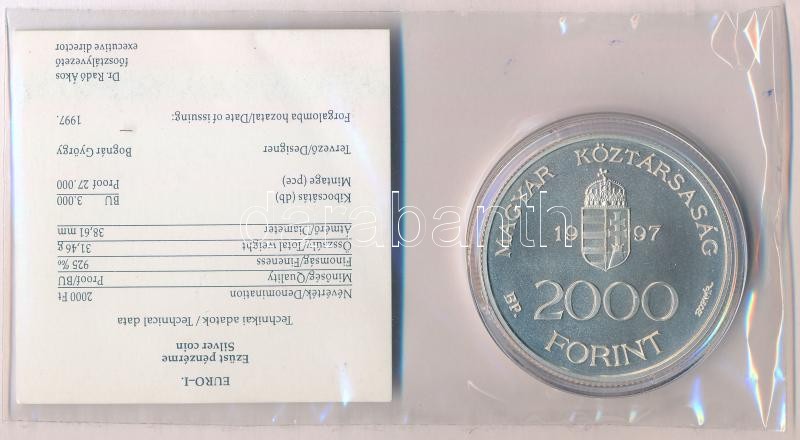 EURO-I.
Ezüst pénzérme
Silver coin
Technikai adatok / Technical data
Névérték/Denomination 2000 Ft
Minőség/Quality Proof/BU
Finomság/Fineness 925 ‰
Összsúly/Total weight 31,46 g
Átmérő/Diameter 38,61 mm
Kibocsátás (db) BU 3.000
Mintage (pce) Proof 27.000
Tervező/Designer Bognár György
Forgalomba hozatal/Date of issuing: 1997.
Dr. Radó Ákos
főosztályvezető
executive director
MAGYAR KÖZTÁRSASÁG
1997
BP.
2000
FORINT
darabanth.com